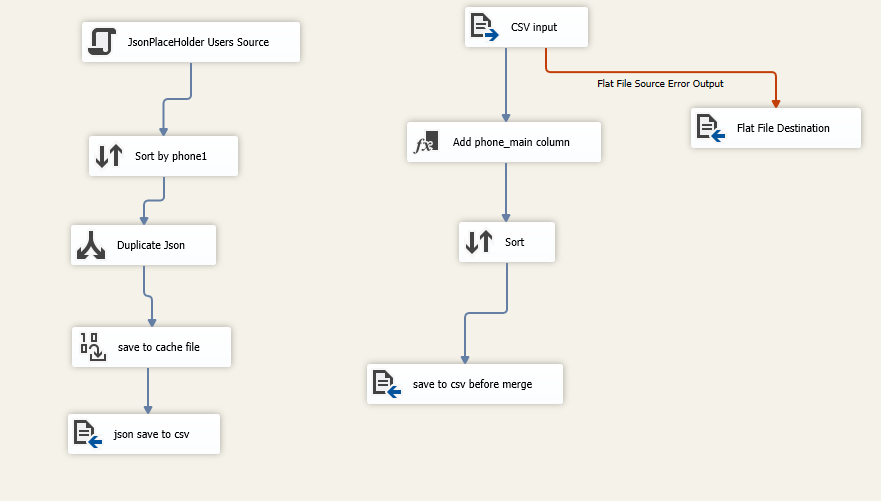 JsonPlaceHolder Users Source
Sort by phone1
Duplicate Json
save to cache file
json save to csv
CSV input
Flat File Source Error Output
Flat File Destination
Add phone_main column
Sort
save to csv before merge